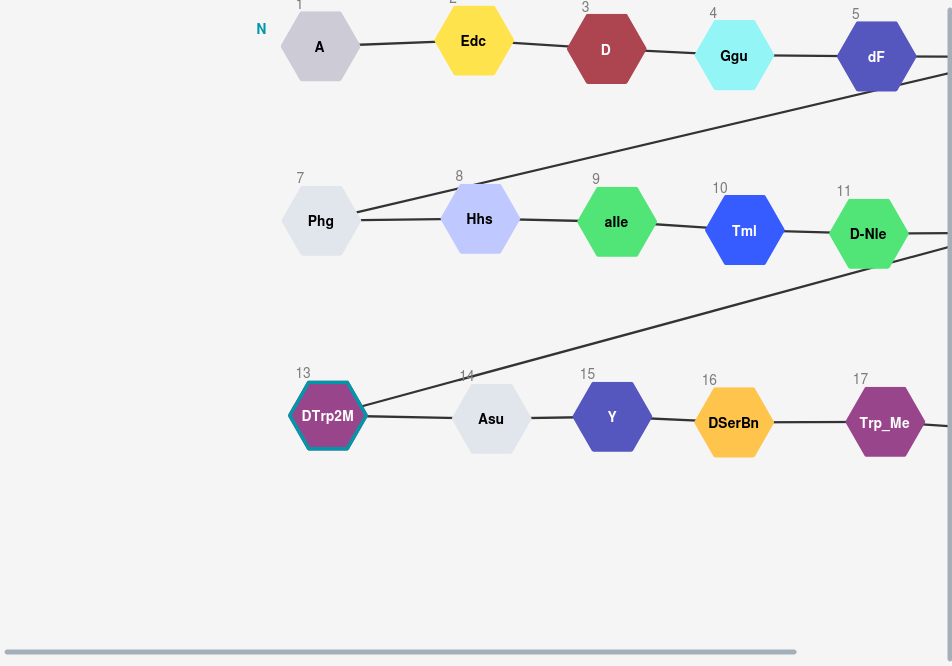 1 2 3 4 5
N A Edc D Ggu dF
7 8 9 10 11
Phg Hhs alle Tml D-Nle
13 14 15 16 17
DTrp2M Asu Y DSerBn Trp_Me